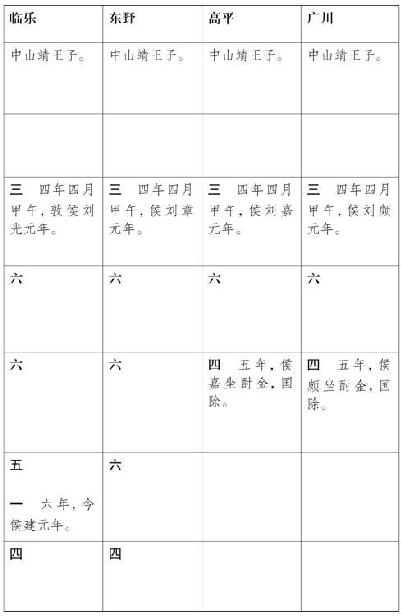 临乐 东野 高平 广川
中山靖王子。 中山靖王子。 中山靖王子。 中山靖王子。
三 四年四月 三 四年四月 三 四年四月 三 四年四月
甲午，敦侯刘 甲午，侯刘章 甲午，侯刘嘉 甲午，侯刘颇
光元年。 元年。 元年。 元年。
六 六 六 六
六 六 四 五年，侯 四 五年，侯
嘉坐酎金，国 颇坐酎金，国
除。 除。
五 六
一 六年，今
侯建元年。
四 四